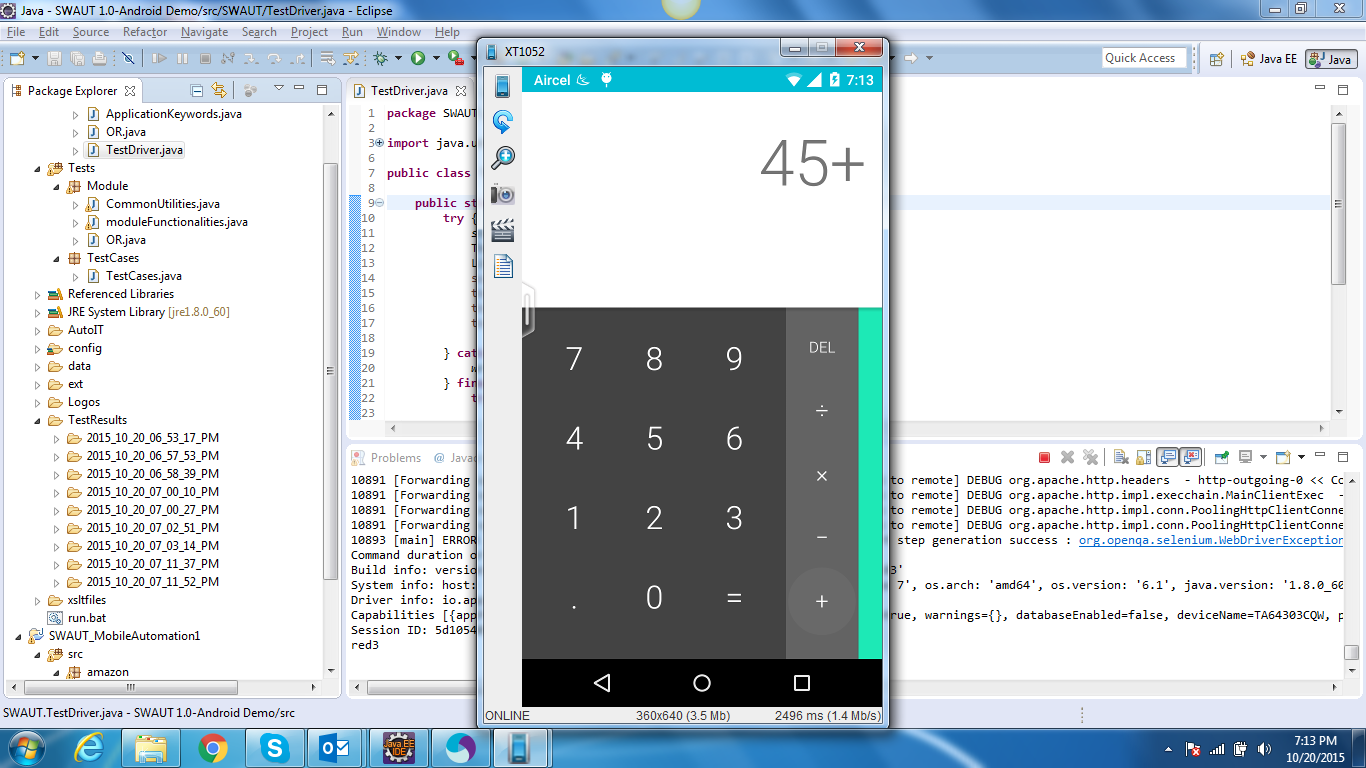 Java - SWAUT 1.0-Android Demo/src/SWAUT/TestDriver.java - Eclipse
File Edit Source Refactor Navigate Search Project Run Window Help
Quick Access
Java EE
Java
Package Explorer
ApplicationKeywords.java
OR.java
TestDriver.java
Tests
Module
CommonUtilities.java
moduleFunctionalities.java
OR.java
TestCases
TestCases.java
Referenced Libraries
JRE System Library [jre1.8.0_60]
AutoIT
config
data
ext
Logos
TestResults
2015_10_20_06_53_17_PM
2015_10_20_06_57_53_PM
2015_10_20_06_58_39_PM
2015_10_20_07_00_10_PM
2015_10_20_07_00_27_PM
2015_10_20_07_02_51_PM
2015_10_20_07_03_14_PM
2015_10_20_07_11_37_PM
2015_10_20_07_11_52_PM
xsltfiles
run.bat
SWAUT_MobileAutomation1
src
amazon
TestDriver.java
1 package SWAUT
2
3 import java.u
6
7 public class
8
9 public st
10 try {
11 s
12 T
13 L
14 s
15 t
16 t
17 t
18
19 } cat
20 w
21 } fin
22 t
23
XT1052
Aircel 7:13
45+
7 8 9 DEL
÷
4 5 6
×
1 2 3
−
. 0 = +
ONLINE 360x640 (3.5 Mb) 2496 ms (1.4 Mb/s)
Problems @ Java
10891 [Forwarding to remote] DEBUG org.apache.http.headers - http-outgoing-0 << Co
10891 [Forwarding to remote] DEBUG org.apache.http.impl.execchain.MainClientExec -
10891 [Forwarding to remote] DEBUG org.apache.http.impl.conn.PoolingHttpClientConne
10891 [Forwarding to remote] DEBUG org.apache.http.impl.conn.PoolingHttpClientConne
10893 [main] ERROR step generation success : org.openqa.selenium.WebDriverException
Command duration o
Build info: versio 3'
System info: host: 7', os.arch: 'amd64', os.version: '6.1', java.version: '1.8.0_60
Driver info: io.ap
Capabilities [{app rue, warnings={}, databaseEnabled=false, deviceName=TA64303CQW, p
Session ID: 5d1054
red3
SWAUT.TestDriver.java - SWAUT 1.0-Android Demo/src
Java EE
IDE
7:13 PM
10/20/2015